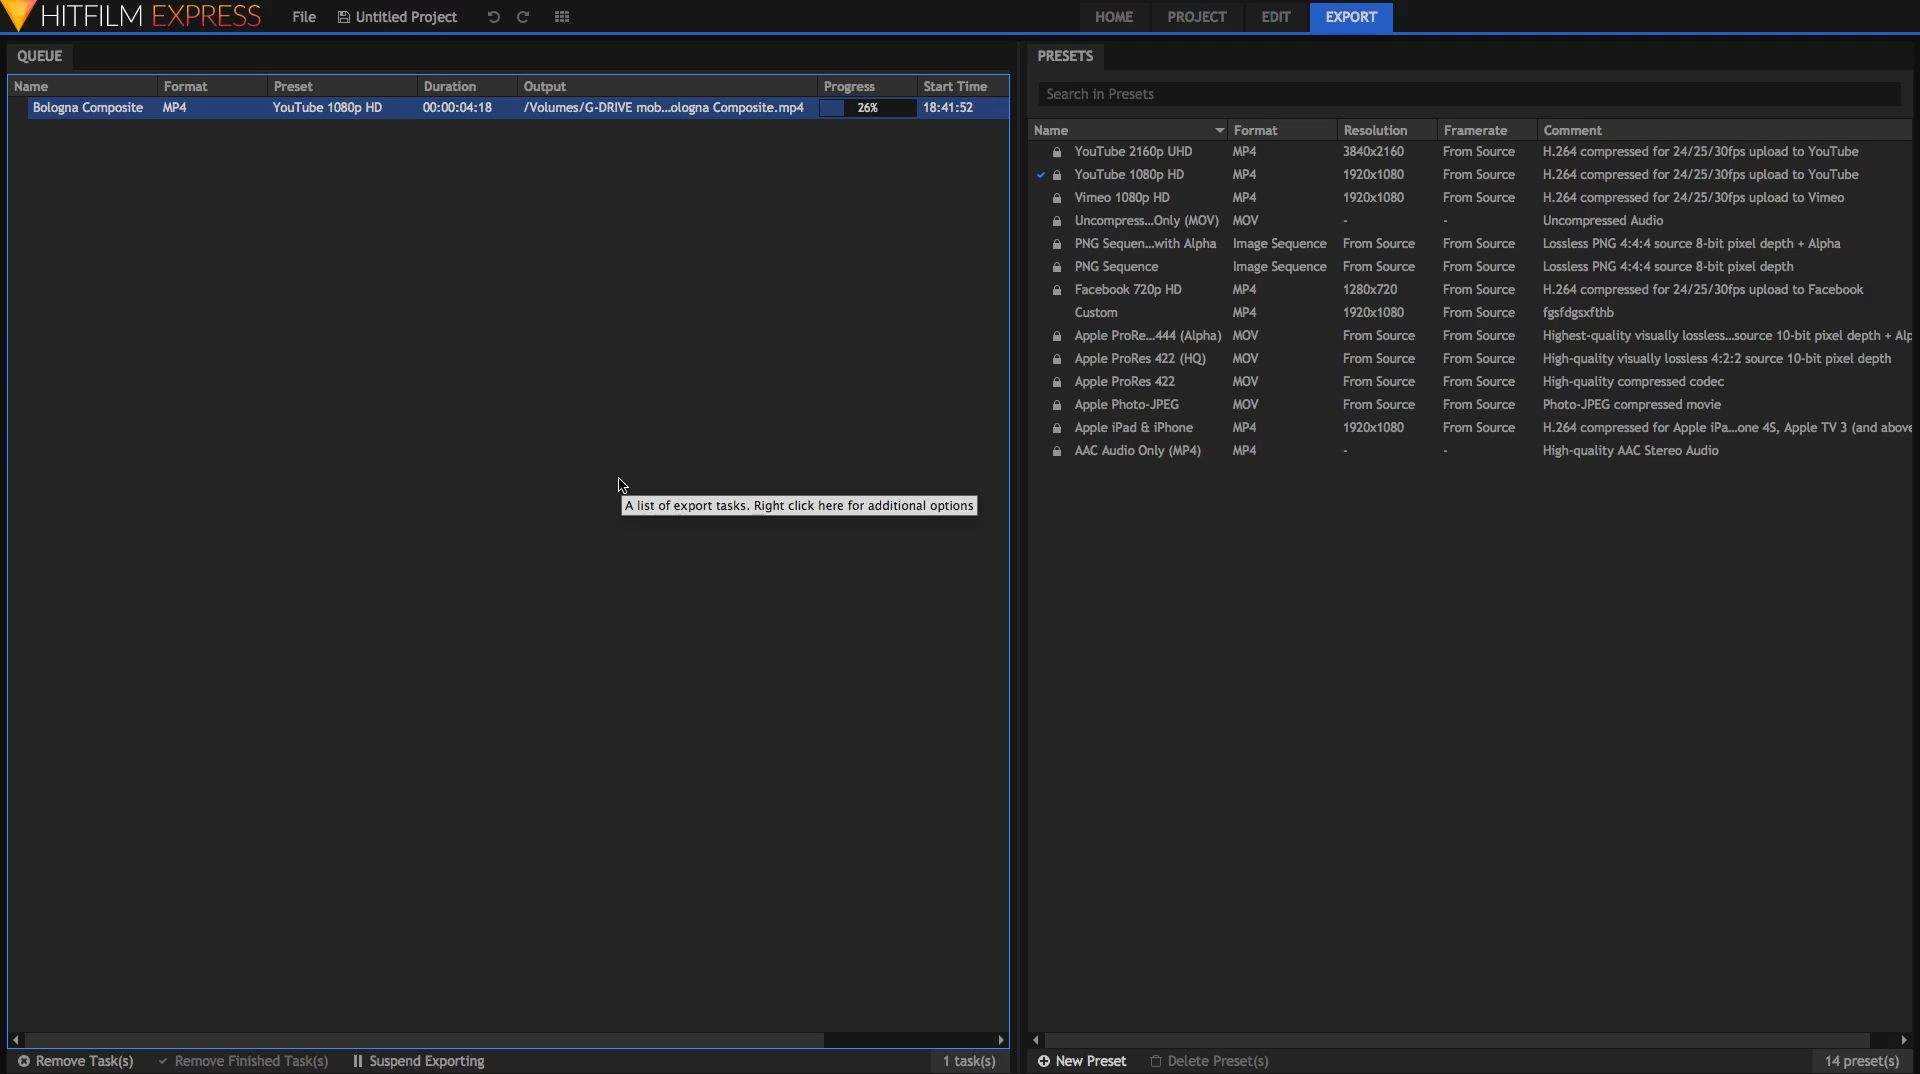 HITFILM EXPRESS File Untitled Project HOME PROJECT EDIT EXPORT
QUEUE
Name Format Preset Duration Output Progress Start Time
Bologna Composite MP4 YouTube 1080p HD 00:00:04:18 /Volumes/G-DRIVE mob...ologna Composite.mp4 26% 18:41:52
A list of export tasks. Right click here for additional options
Remove Task(s) Remove Finished Task(s) Suspend Exporting 1 task(s)
PRESETS
Search in Presets
Name Format Resolution Framerate Comment
YouTube 2160p UHD MP4 3840x2160 From Source H.264 compressed for 24/25/30fps upload to YouTube
YouTube 1080p HD MP4 1920x1080 From Source H.264 compressed for 24/25/30fps upload to YouTube
Vimeo 1080p HD MP4 1920x1080 From Source H.264 compressed for 24/25/30fps upload to Vimeo
Uncompress...Only (MOV) MOV - - Uncompressed Audio
PNG Sequen...with Alpha Image Sequence From Source From Source Lossless PNG 4:4:4 source 8-bit pixel depth + Alpha
PNG Sequence Image Sequence From Source From Source Lossless PNG 4:4:4 source 8-bit pixel depth
Facebook 720p HD MP4 1280x720 From Source H.264 compressed for 24/25/30fps upload to Facebook
Custom MP4 1920x1080 From Source fgsfdgsxfthb
Apple ProRe...444 (Alpha) MOV From Source From Source Highest-quality visually lossless...source 10-bit pixel depth + Alp
Apple ProRes 422 (HQ) MOV From Source From Source High-quality visually lossless 4:2:2 source 10-bit pixel depth
Apple ProRes 422 MOV From Source From Source High-quality compressed codec
Apple Photo-JPEG MOV From Source From Source Photo-JPEG compressed movie
Apple iPad & iPhone MP4 1920x1080 From Source H.264 compressed for Apple iPa...one 4S, Apple TV 3 (and above
AAC Audio Only (MP4) MP4 - - High-quality AAC Stereo Audio
New Preset Delete Preset(s) 14 preset(s)